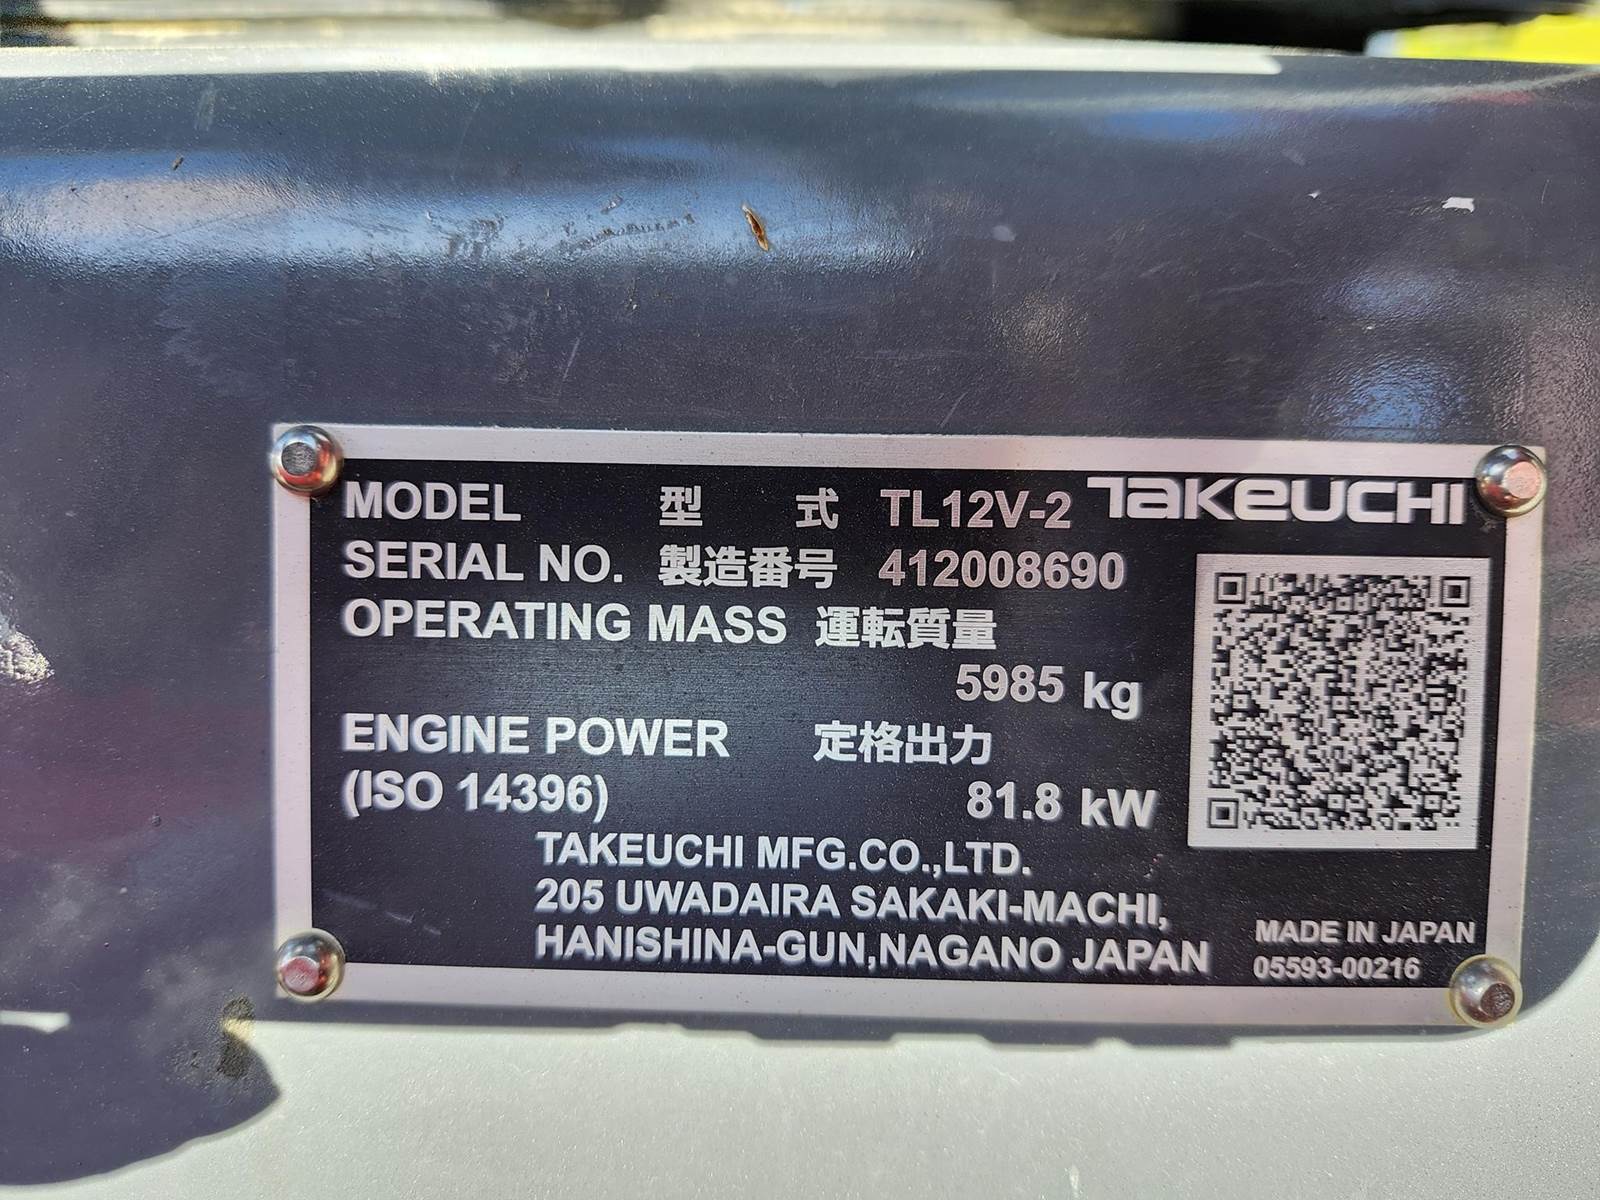 MODEL 型 式 TL12V-2 TAKEUCHI
SERIAL NO. 製造番号 412008690
OPERATING MASS 運転質量
5985 kg
ENGINE POWER 定格出力
(ISO 14396) 81.8 kW
TAKEUCHI MFG.CO.,LTD.
205 UWADAIRA SAKAKI-MACHI,
HANISHINA-GUN,NAGANO JAPAN
MADE IN JAPAN
05593-00216